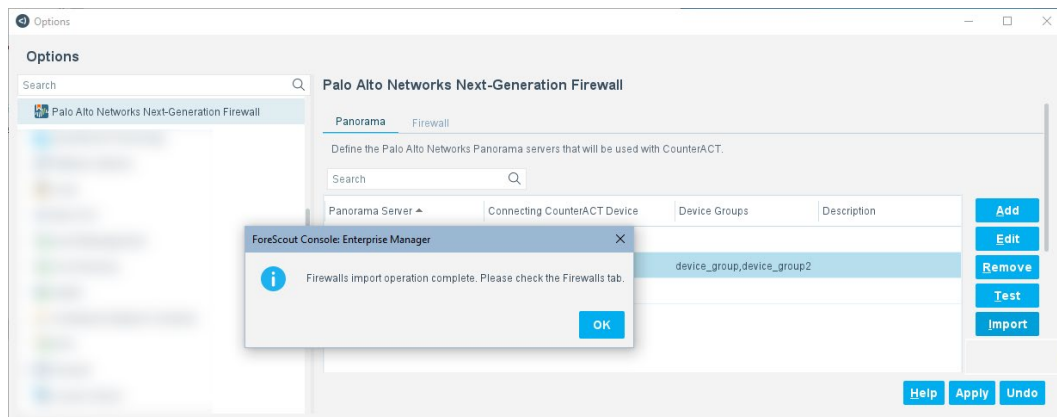 Options
Options
Search
Palo Alto Networks Next-Generation Firewall
Palo Alto Networks Next-Generation Firewall
Panorama Firewall
Define the Palo Alto Networks Panorama servers that will be used with CounterACT.
Search
Panorama Server Connecting CounterACT Device Device Groups Description
device_group,device_group2
ForeScout Console: Enterprise Manager
Firewalls import operation complete. Please check the Firewalls tab.
OK
Add
Edit
Remove
Test
Import
Help Apply Undo